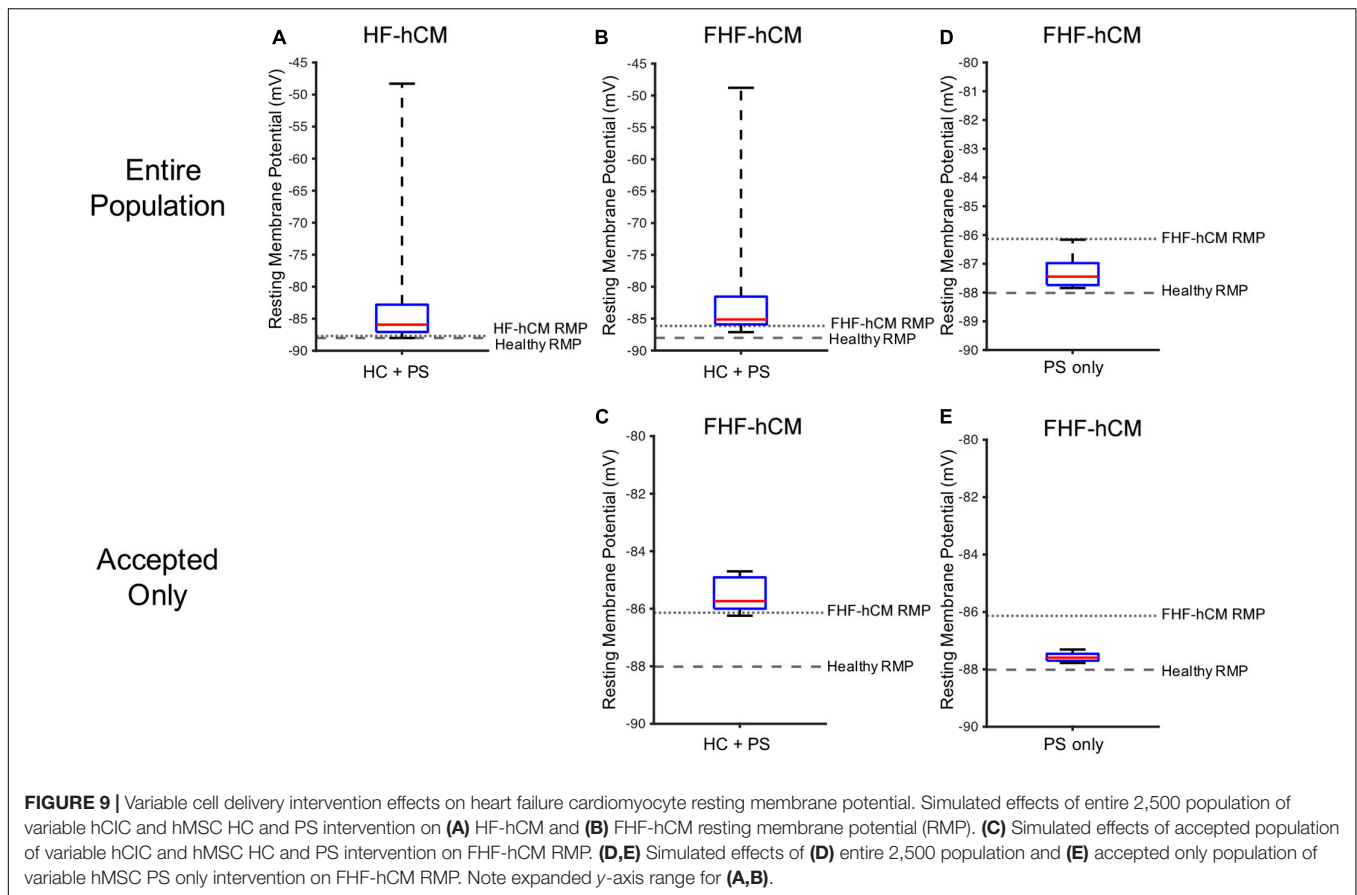 A
HF-hCM
Resting Membrane Potential (mV)
-45
-50
-55
-60
-65
-70
-75
-80
-85
-90
HF-hCM RMP
Healthy RMP
HC + PS
B
FHF-hCM
Resting Membrane Potential (mV)
-45
-50
-55
-60
-65
-70
-75
-80
-85
-90
FHF-hCM RMP
Healthy RMP
HC + PS
D
FHF-hCM
Resting Membrane Potential (mV)
-80
-81
-82
-83
-84
-85
-86
-87
-88
-89
-90
FHF-hCM RMP
Healthy RMP
PS only
Entire
Population
C
FHF-hCM
Resting Membrane Potential (mV)
-80
-82
-84
-86
-88
-90
FHF-hCM RMP
Healthy RMP
HC + PS
E
FHF-hCM
Resting Membrane Potential (mV)
-80
-82
-84
-86
-88
-90
FHF-hCM RMP
Healthy RMP
PS only
Accepted
Only
FIGURE 9 | Variable cell delivery intervention effects on heart failure cardiomyocyte resting membrane potential. Simulated effects of entire 2,500 population of
variable hCIC and hMSC HC and PS intervention on (A) HF-hCM and (B) FHF-hCM resting membrane potential (RMP). (C) Simulated effects of accepted population
of variable hCIC and hMSC HC and PS intervention on FHF-hCM RMP. (D,E) Simulated effects of (D) entire 2,500 population and (E) accepted only population of
variable hMSC PS only intervention on FHF-hCM RMP. Note expanded y-axis range for (A,B).